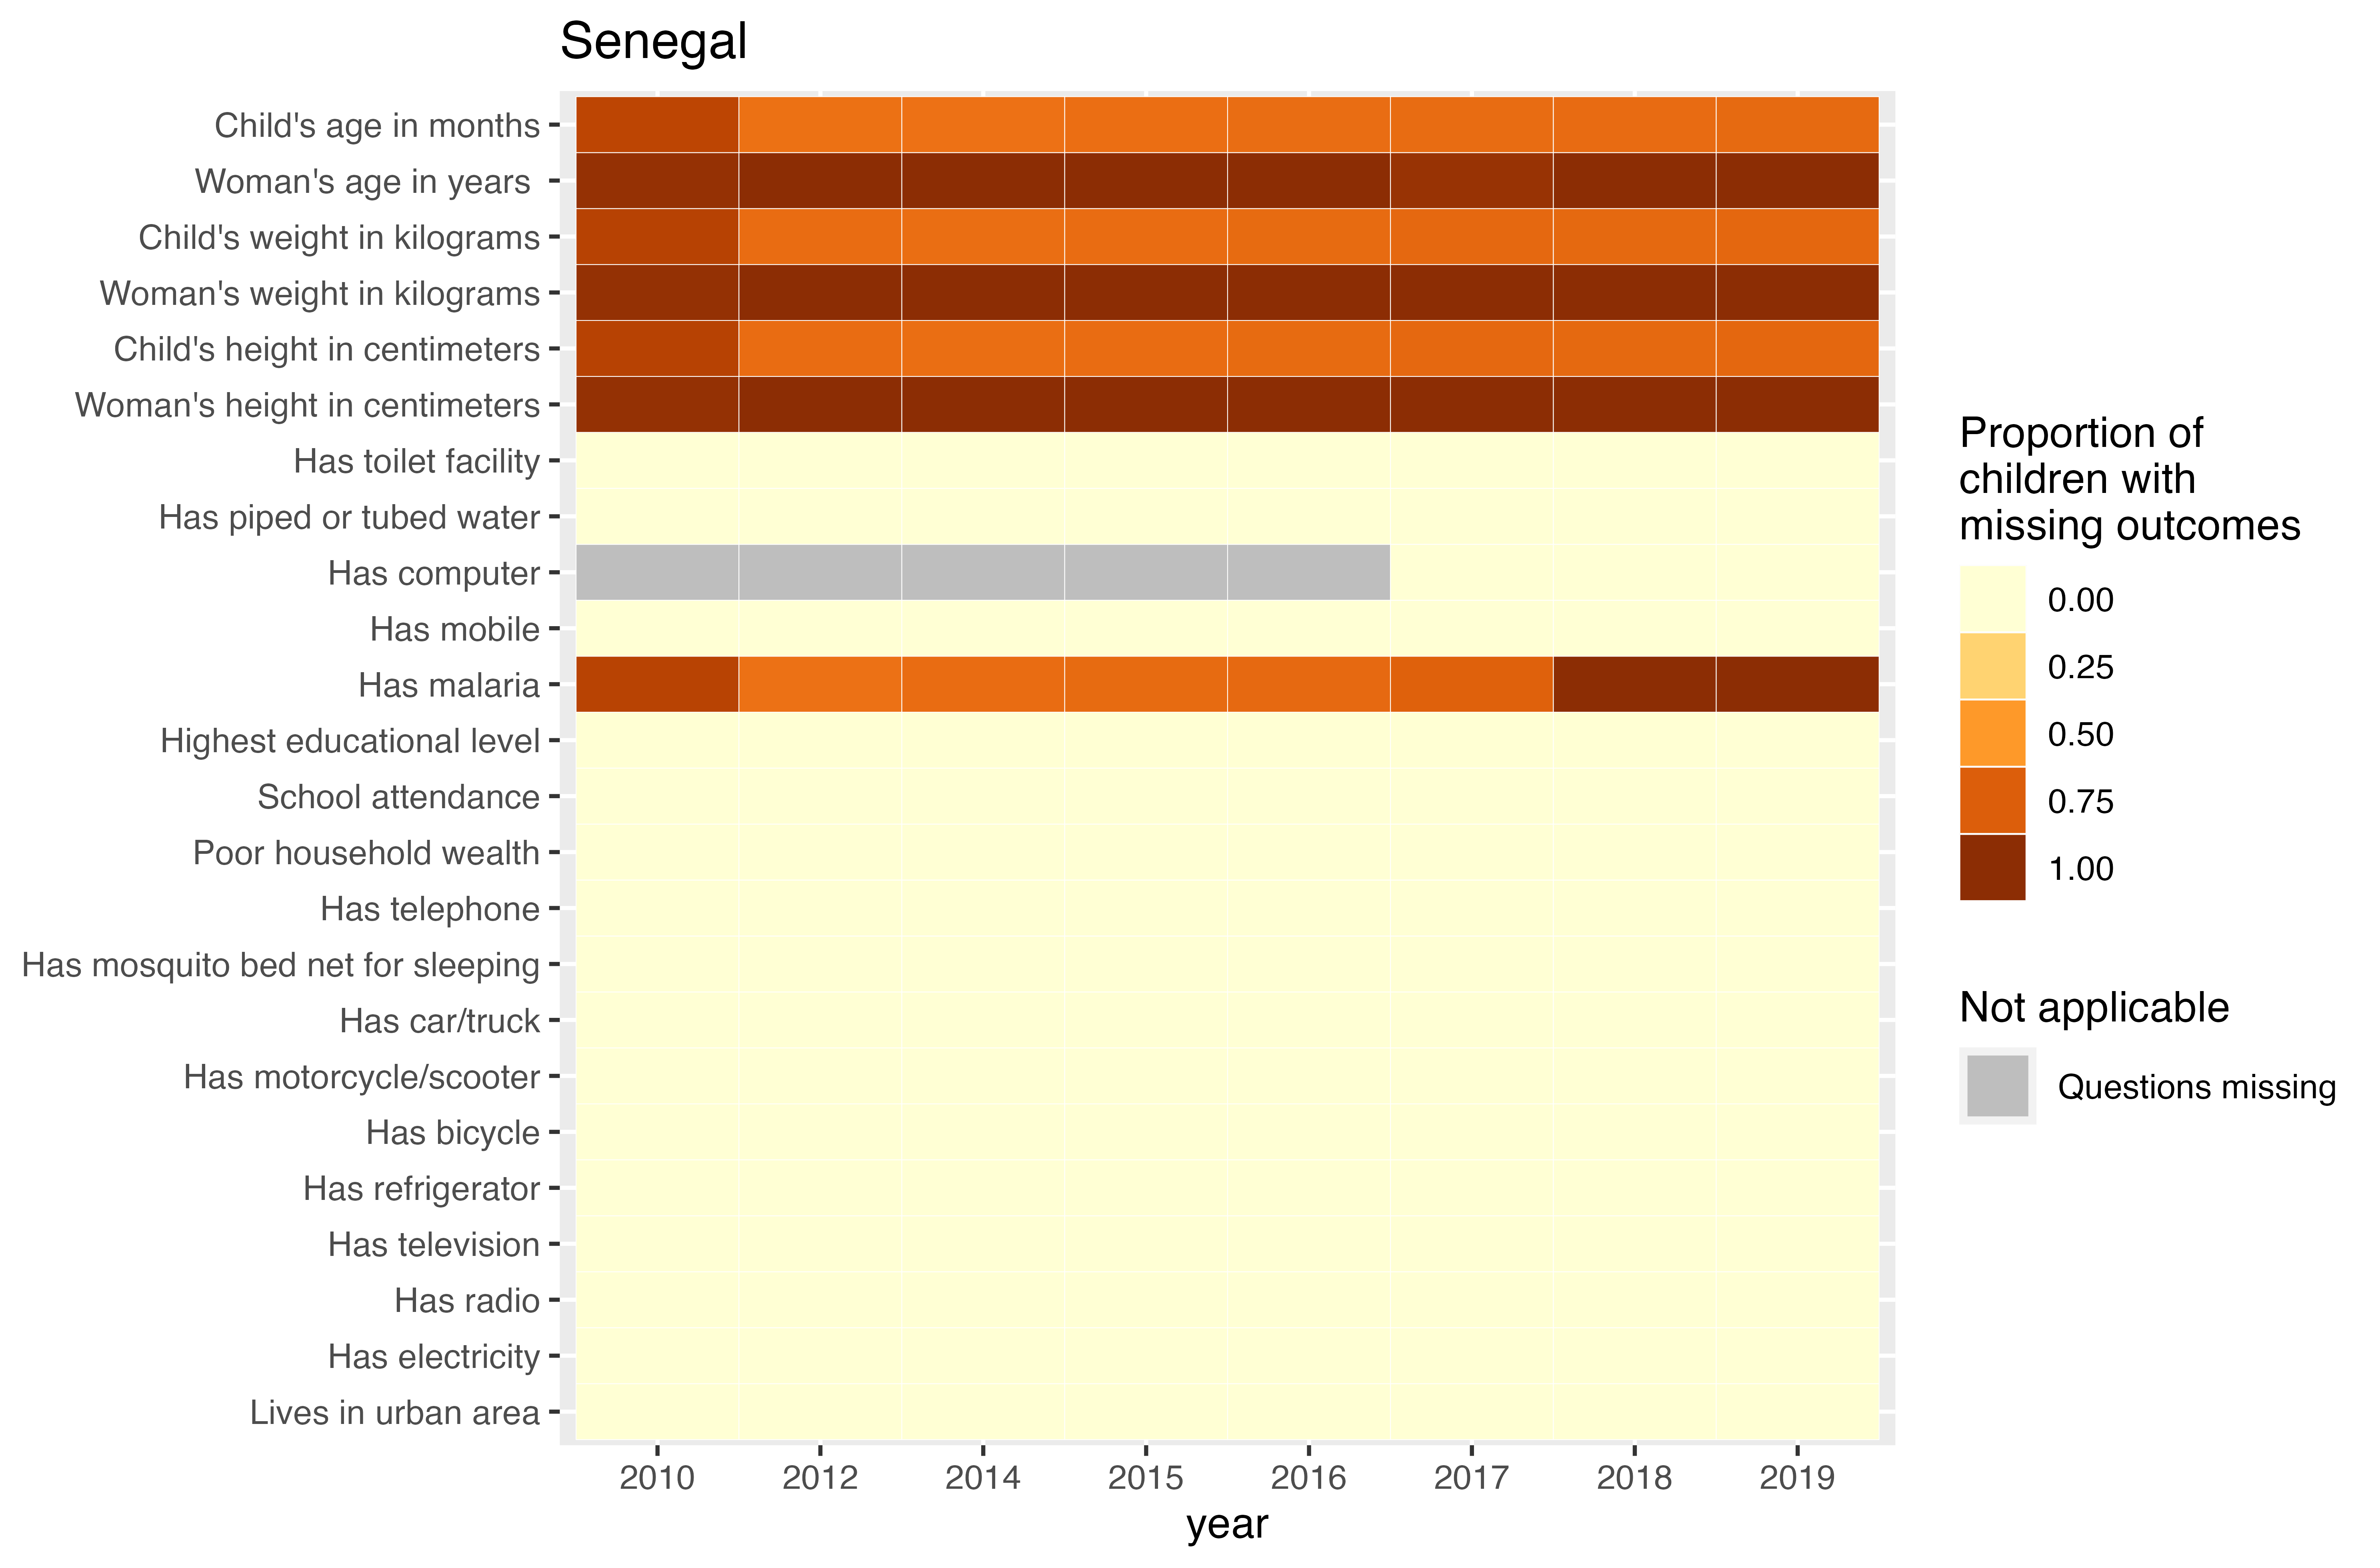 Senegal
Child's age in months
Woman's age in years
Child's weight in kilograms
Woman's weight in kilograms
Child's height in centimeters
Woman's height in centimeters
Has toilet facility
Has piped or tubed water
Has computer
Has mobile
Has malaria
Highest educational level
School attendance
Poor household wealth
Has telephone
Has mosquito bed net for sleeping
Has car/truck
Has motorcycle/scooter
Has bicycle
Has refrigerator
Has television
Has radio
Has electricity
Lives in urban area
2010 2012 2014 2015 2016 2017 2018 2019
year
Proportion of
children with
missing outcomes
0.00
0.25
0.50
0.75
1.00
Not applicable
Questions missing